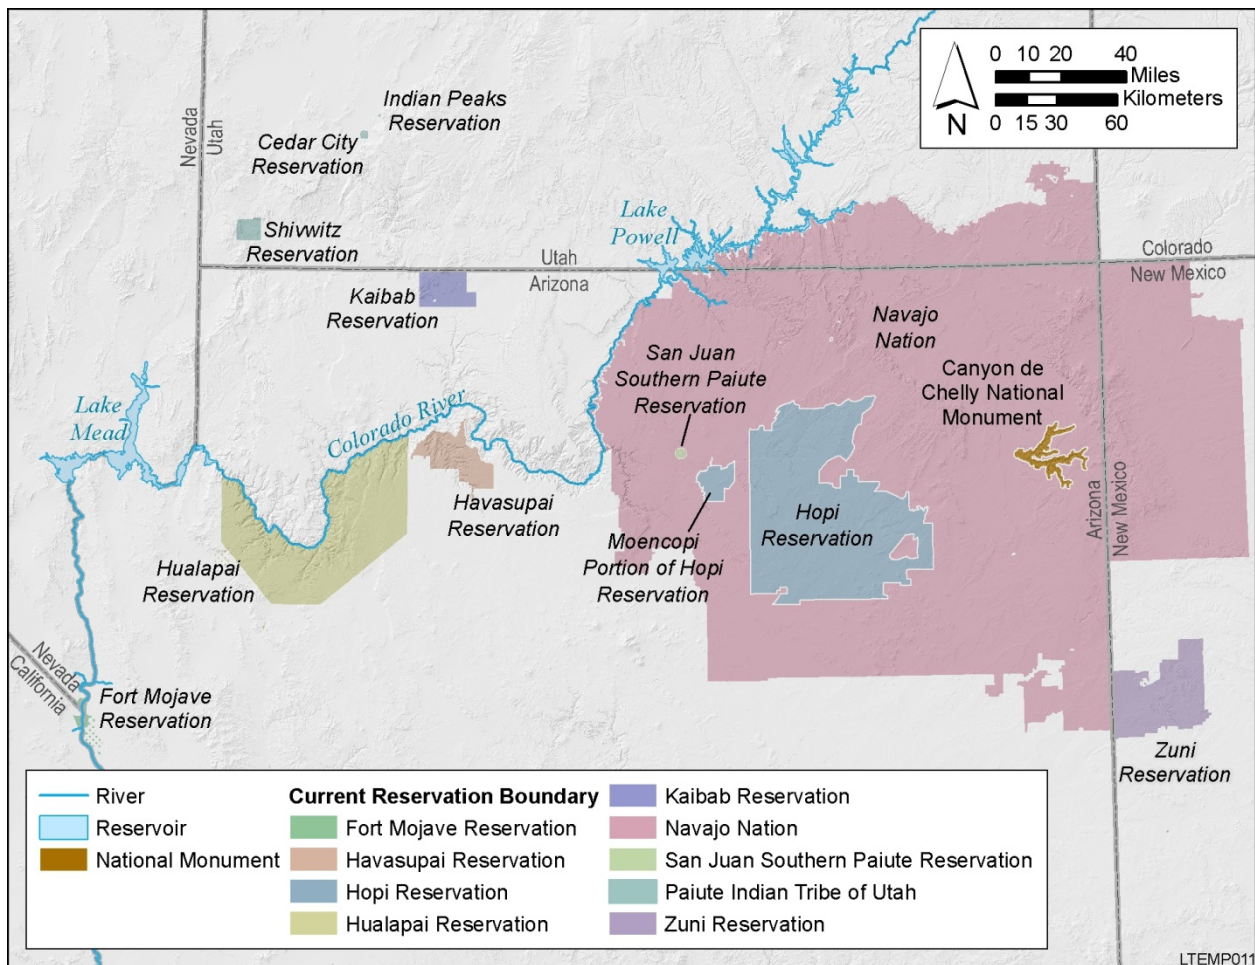 0 10 20 40
Miles
Kilometers
0 15 30 60
N
Indian Peaks
Reservation
Cedar City
Reservation
Nevada
Utah
Shivwitz
Reservation
Lake
Powell
Utah
Arizona
Colorado
New Mexico
Kaibab
Reservation
Navajo
Nation
San Juan
Southern Paiute
Reservation
Canyon de
Chelly National
Monument
Lake
Mead
Colorado River
Havasupai
Reservation
Hopi
Reservation
Arizona
New Mexico
Moencopi
Portion of Hopi
Reservation
Hualapai
Reservation
Nevada
California
Fort Mojave
Reservation
Zuni
Reservation
River
Reservoir
National Monument
Current Reservation Boundary
Fort Mojave Reservation
Havasupai Reservation
Hopi Reservation
Hualapai Reservation
Kaibab Reservation
Navajo Nation
San Juan Southern Paiute Reservation
Paiute Indian Tribe of Utah
Zuni Reservation
LTEMP011